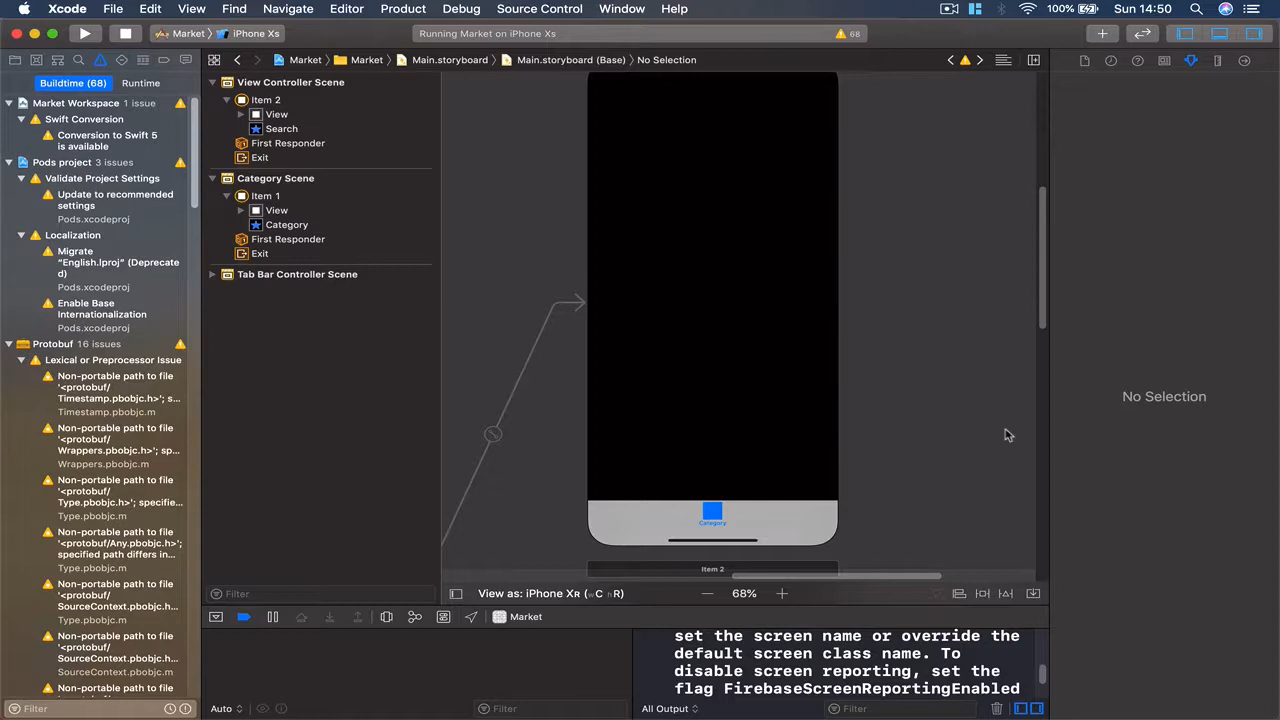 Xcode File Edit View Find Navigate Editor Product Debug Source Control Window Help 100% Sun 14:50
Market iPhone Xs Running Market on iPhone Xs 68
Market Market Main.storyboard Main.storyboard (Base) No Selection
Buildtime (68) Runtime
Market Workspace 1 issue
Swift Conversion
Conversion to Swift 5
is available
Pods project 3 issues
Validate Project Settings
Update to recommended
settings
Pods.xcodeproj
Localization
Migrate
“English.lproj” (Deprecate
d)
Pods.xcodeproj
Enable Base
Internationalization
Pods.xcodeproj
Protobuf 16 issues
Lexical or Preprocessor Issue
Non-portable path to file
'<protobuf/
Timestamp.pbobjc.h>'; s...
Timestamp.pbobjc.m
Non-portable path to file
'<protobuf/
Wrappers.pbobjc.h>'; sp...
Wrappers.pbobjc.m
Non-portable path to file
'<protobuf/
Type.pbobjc.h>'; specifie...
Type.pbobjc.m
Non-portable path to file
'<protobuf/Any.pbobjc.h>';
specified path differs in...
Type.pbobjc.m
Non-portable path to file
'<protobuf/
SourceContext.pbobjc.h...
Type.pbobjc.m
Non-portable path to file
'<protobuf/
SourceContext.pbobjc.h...
SourceContext.pbobjc.m
Non-portable path to file
Filter
View Controller Scene
Item 2
View
Search
First Responder
Exit
Category Scene
Item 1
View
Category
First Responder
Exit
Tab Bar Controller Scene
Filter
Category
Item 2
View as: iPhone XR (wC hR) 68%
No Selection
Market
set the screen name or override the
default screen class name. To
disable screen reporting, set the
flag FirebaseScreenReportingEnabled
Auto Filter All Output Filter